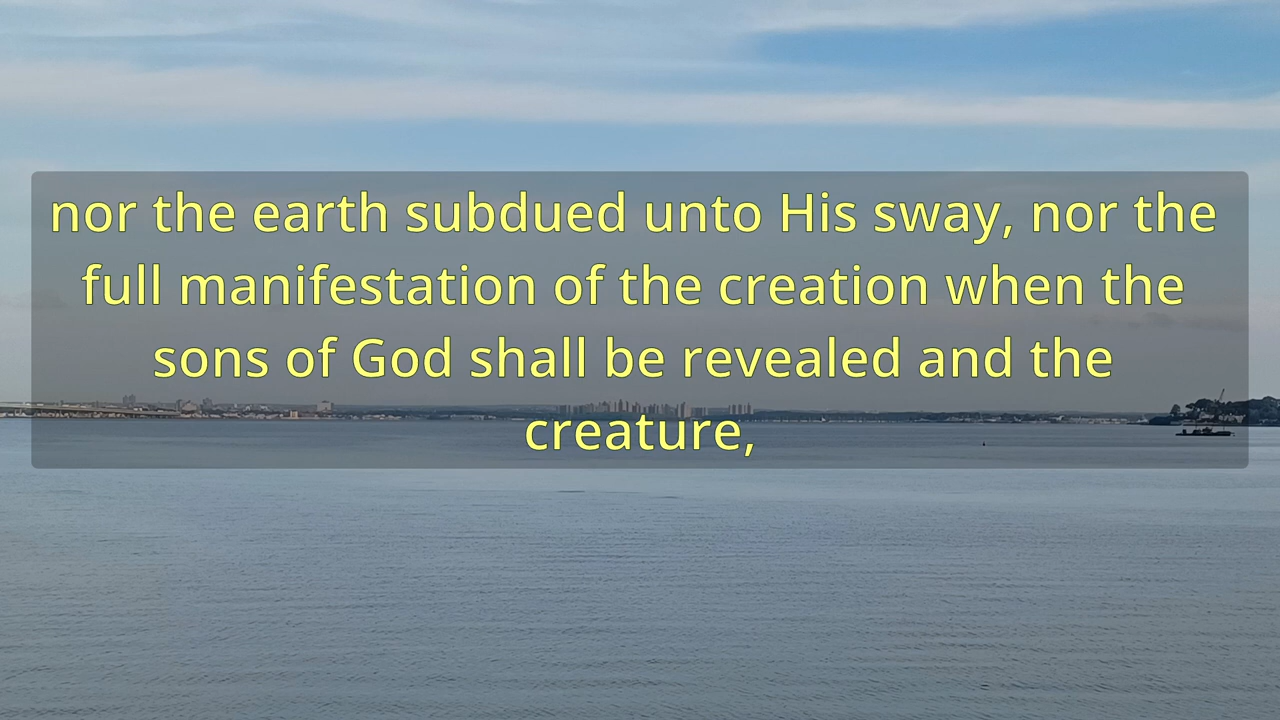 nor the earth subdued unto His sway, nor the
full manifestation of the creation when the
sons of God shall be revealed and the
creature,